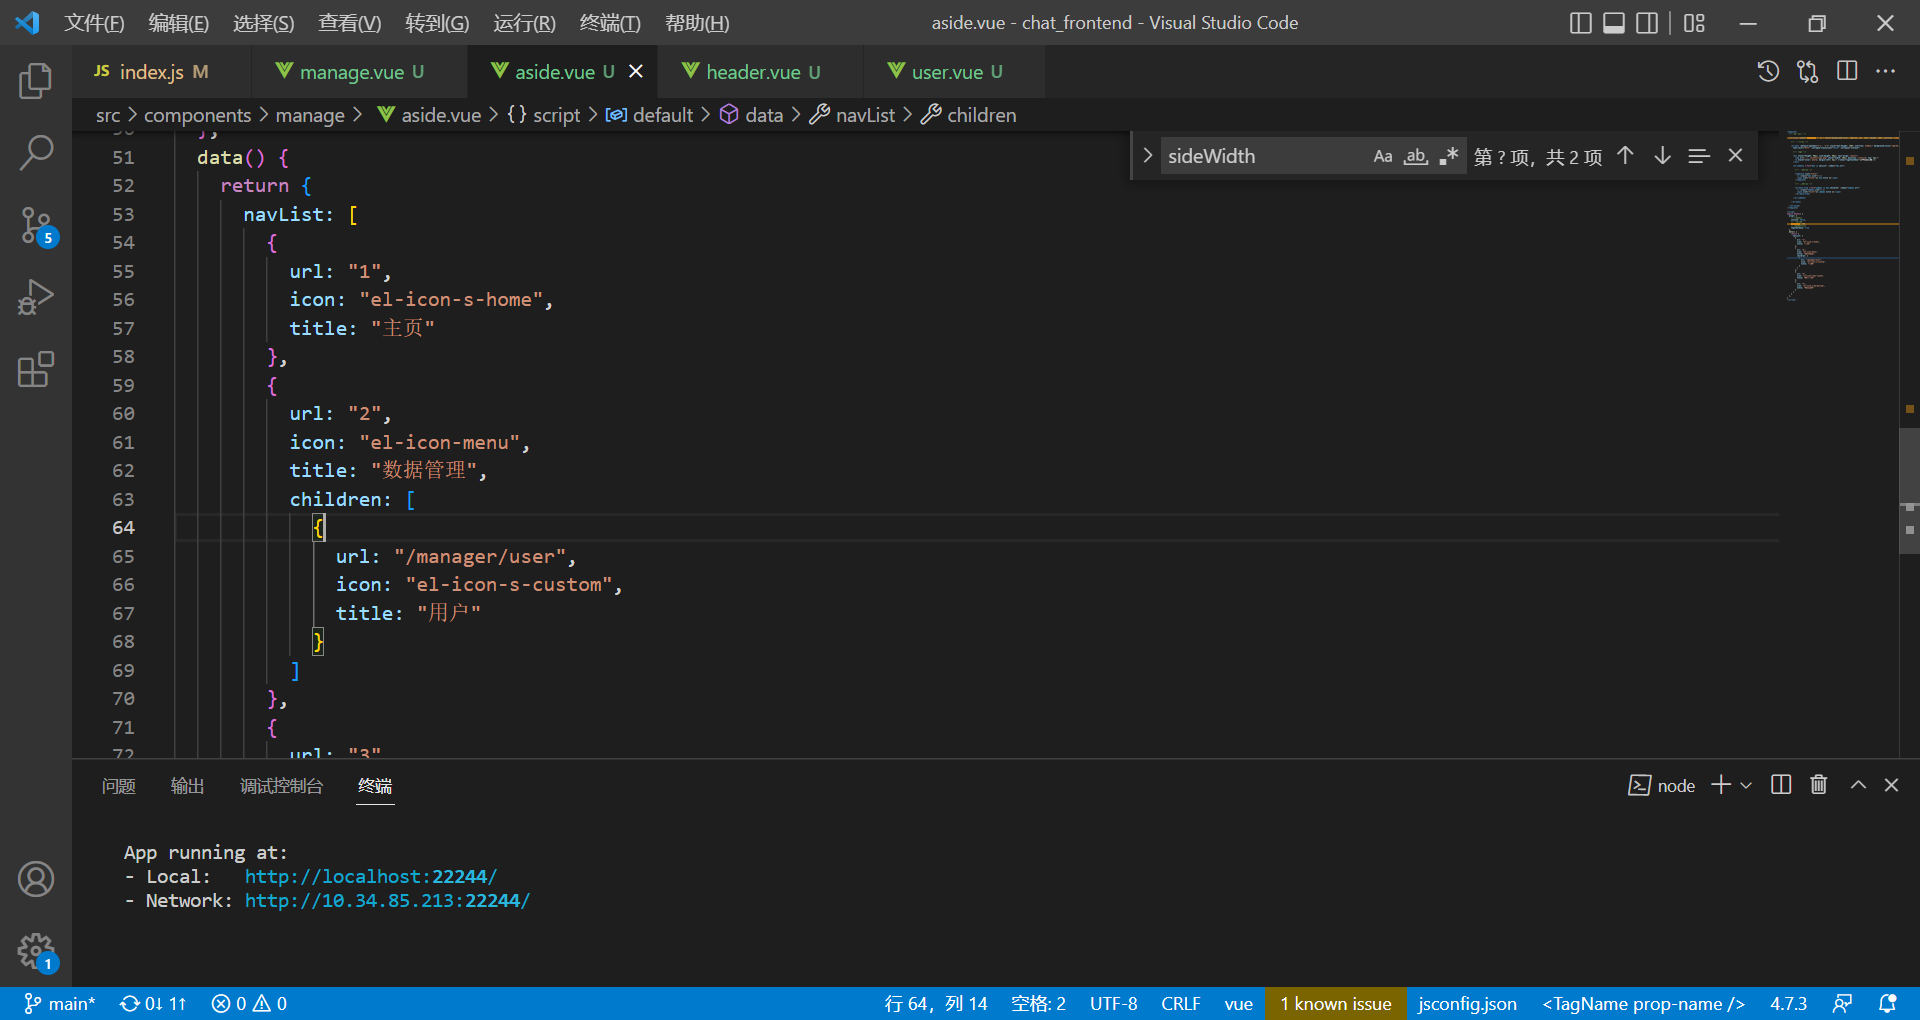 文件(F) 编辑(E) 选择(S) 查看(V) 转到(G) 运行(R) 终端(T) 帮助(H) aside.vue - chat_frontend - Visual Studio Code
JS index.js M manage.vue U aside.vue U header.vue U user.vue U
src > components > manage > aside.vue > {} script > default > data > navList > children
sideWidth Aa ab .* 第 ? 项, 共 2 项
51 data() {
52 return {
53 navList: [
54 {
55 url: "1",
56 icon: "el-icon-s-home",
57 title: "主页"
58 },
59 {
60 url: "2",
61 icon: "el-icon-menu",
62 title: "数据管理",
63 children: [
64 {
65 url: "/manager/user",
66 icon: "el-icon-s-custom",
67 title: "用户"
68 }
69 ]
70 },
71 {
72 url: "3"
5
问题 输出 调试控制台 终端 node
App running at:
- Local: http://localhost:22244/
- Network: http://10.34.85.213:22244/
1
main* 0↓ 1↑ 0 0 行 64, 列 14 空格: 2 UTF-8 CRLF vue 1 known issue jsconfig.json <TagName prop-name /> 4.7.3